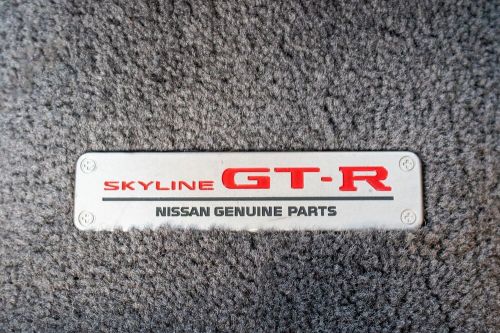 SKYLINE GT-R
NISSAN GENUINE PARTS